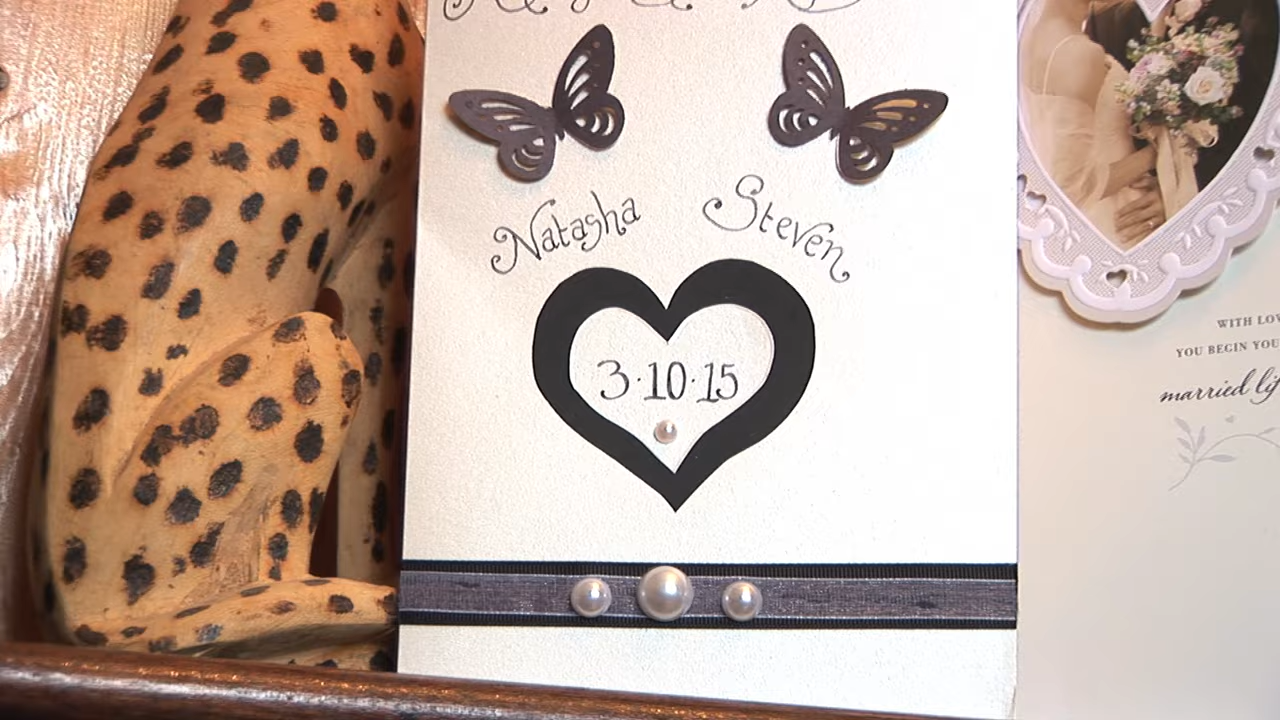 Natasha Steven
3·10·15
WITH LOV
YOU BEGIN YOU
married lif